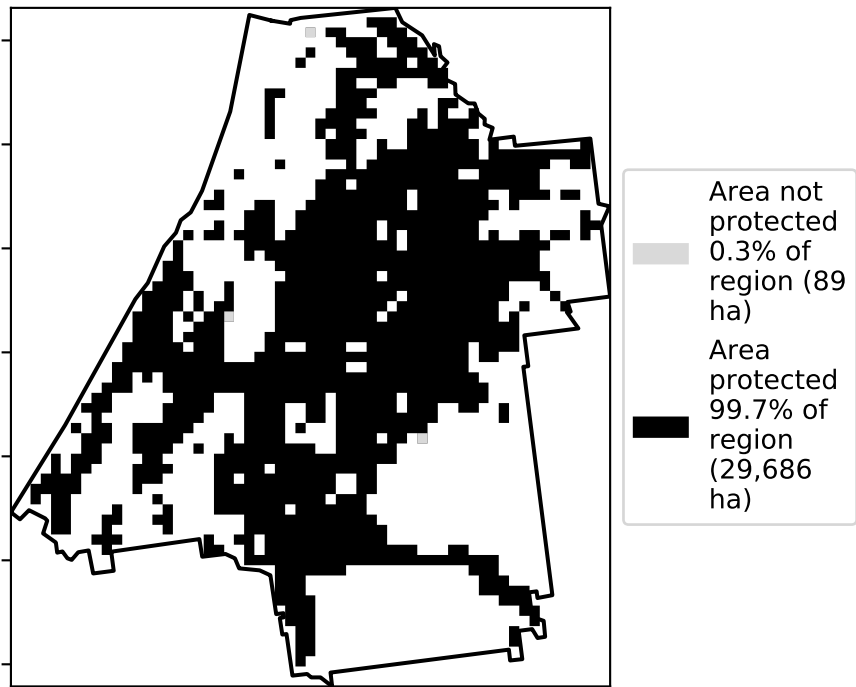 Area not
protected
0.3% of
region (89
ha)
Area
protected
99.7% of
region
(29,686
ha)